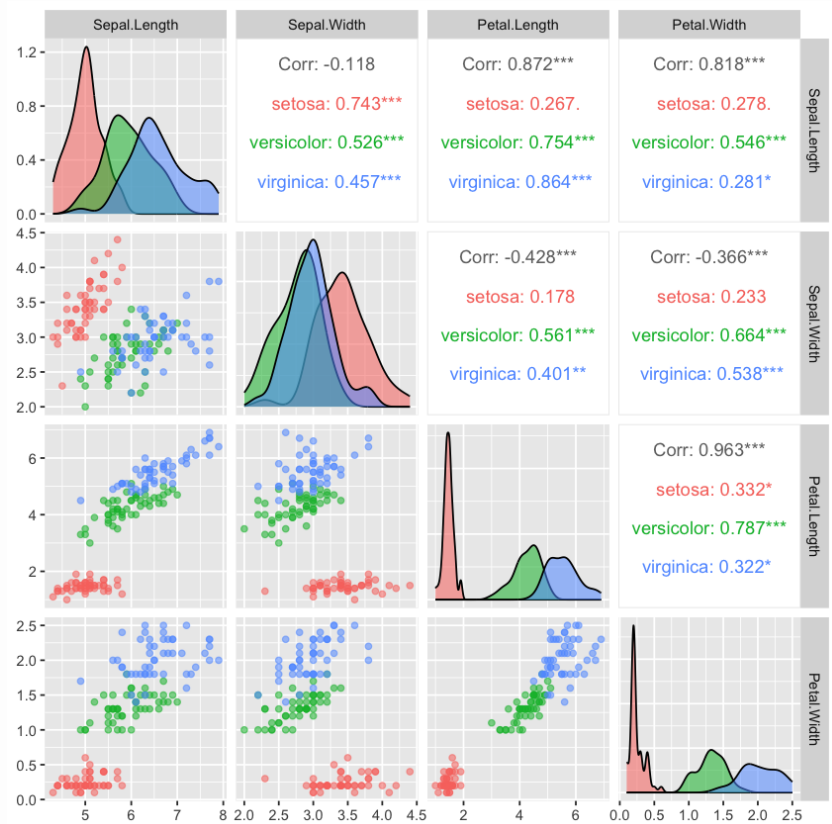 Sepal.Length
Sepal.Width
Petal.Length
Petal.Width
1.2
0.8
0.4
0.0
Corr: -0.118
setosa: 0.743***
versicolor: 0.526***
virginica: 0.457***
Corr: 0.872***
setosa: 0.267.
versicolor: 0.754***
virginica: 0.864***
Corr: 0.818***
setosa: 0.278.
versicolor: 0.546***
virginica: 0.281*
Sepal.Length
4.5
4.0
3.5
3.0
2.5
2.0
Corr: -0.428***
setosa: 0.178
versicolor: 0.561***
virginica: 0.401**
Corr: -0.366***
setosa: 0.233
versicolor: 0.664***
virginica: 0.538***
Sepal.Width
6
4
2
Corr: 0.963***
setosa: 0.332*
versicolor: 0.787***
virginica: 0.322*
Petal.Length
2.5
2.0
1.5
1.0
0.5
0.0
Petal.Width
5 6 7 8
2.0 2.5 3.0 3.5 4.0 4.5
2 4 6
0.0 0.5 1.0 1.5 2.0 2.5